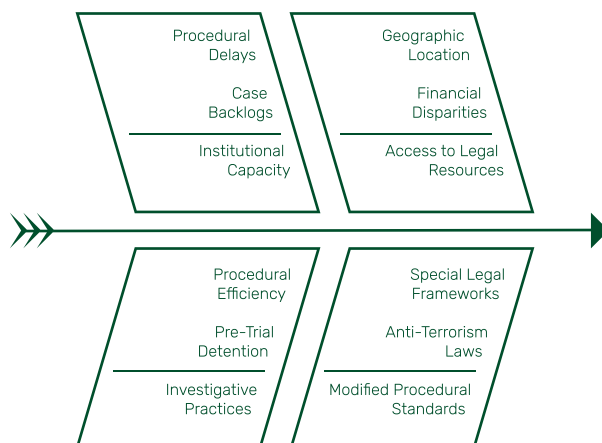 Procedural
Delays
Case
Backlogs
Institutional
Capacity
Geographic
Location
Financial
Disparities
Access to Legal
Resources
Procedural
Efficiency
Pre-Trial
Detention
Investigative
Practices
Special Legal
Frameworks
Anti-Terrorism
Laws
Modified Procedural
Standards